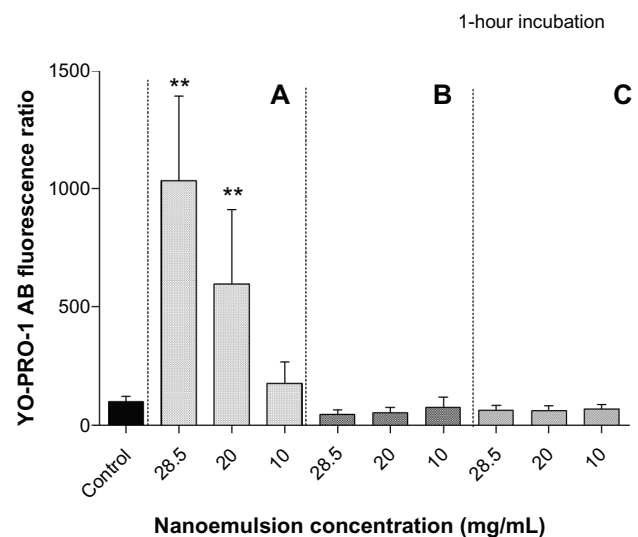 1-hour incubation
1500
1000
500
0
YO-PRO-1 AB fluorescence ratio
**
**
A
B
C
Control
28.5
20
10
28.5
20
10
28.5
20
10
Nanoemulsion concentration (mg/mL)